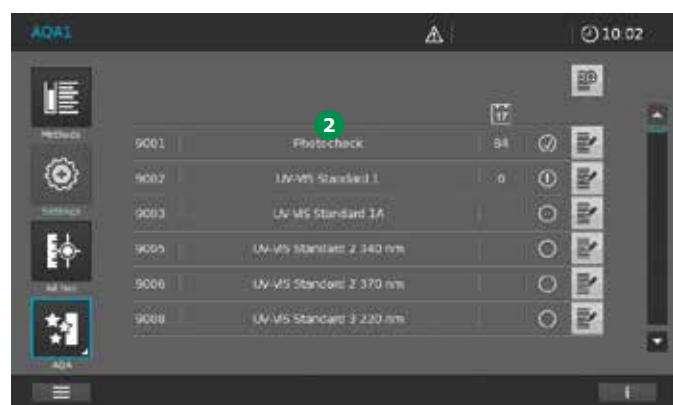 AQA1 10:02
17
2
Methods
9001 Photocheck 84
9002 UV-VIS Standard 1 0
Settings
9003 UV-VIS Standard 1A
9005 UV-VIS Standard 2 340 nm
9006 UV-VIS Standard 2 370 nm
9008 UV-VIS Standard 3 220 nm
AQA
i